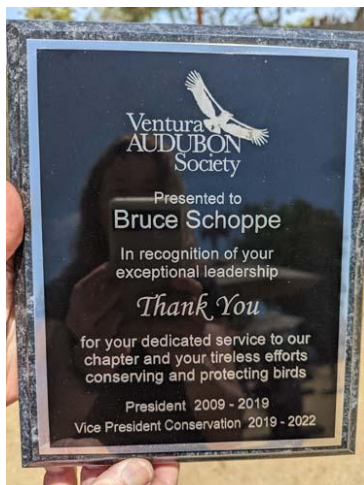 Ventura
AUDUBON
Society
Presented to
Bruce Schoppe
In recognition of your
exceptional leadership
Thank You
for your dedicated service to our
chapter and your tireless efforts
conserving and protecting birds
President 2009 - 2019
Vice President Conservation 2019 - 2022